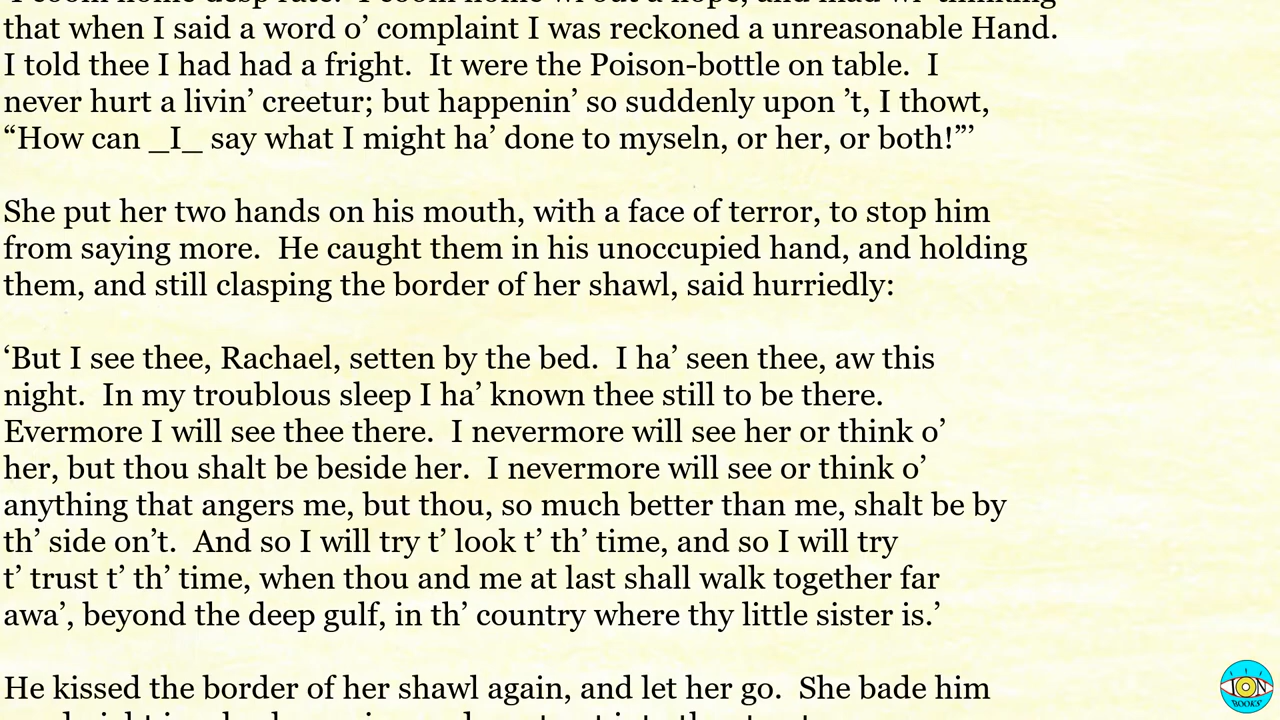 that when I said a word o’ complaint I was reckoned a unreasonable Hand.
I told thee I had had a fright.  It were the Poison-bottle on table.  I
never hurt a livin’ creetur; but happenin’ so suddenly upon ’t, I thowt,
“How can _I_ say what I might ha’ done to myseln, or her, or both!”’

She put her two hands on his mouth, with a face of terror, to stop him
from saying more.  He caught them in his unoccupied hand, and holding
them, and still clasping the border of her shawl, said hurriedly:

‘But I see thee, Rachael, setten by the bed.  I ha’ seen thee, aw this
night.  In my troublous sleep I ha’ known thee still to be there.
Evermore I will see thee there.  I nevermore will see her or think o’
her, but thou shalt be beside her.  I nevermore will see or think o’
anything that angers me, but thou, so much better than me, shalt be by
th’ side on’t.  And so I will try t’ look t’ th’ time, and so I will try
t’ trust t’ th’ time, when thou and me at last shall walk together far
awa’, beyond the deep gulf, in th’ country where thy little sister is.’

He kissed the border of her shawl again, and let her go.  She bade him
ION
BOOKS